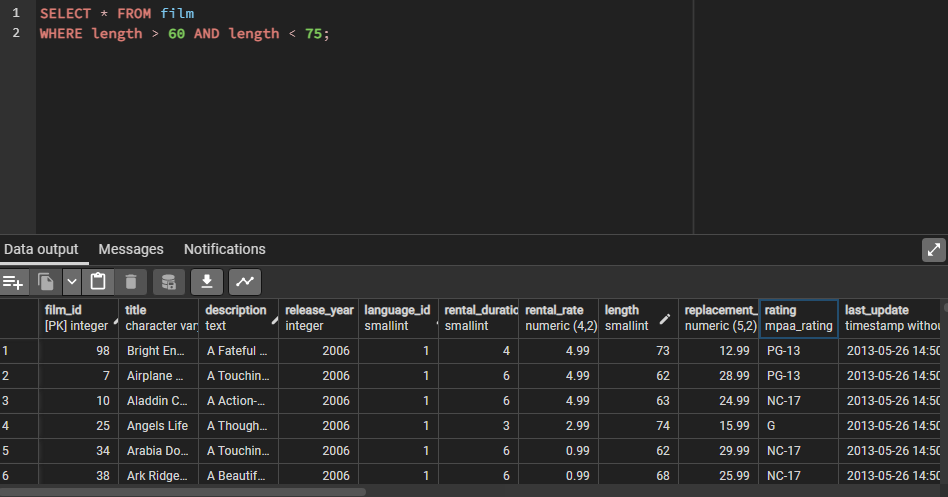 1 SELECT * FROM film
2 WHERE length > 60 AND length < 75;
Data output Messages Notifications
film_id title description release_year language_id rental_duratio rental_rate length replacement_ rating last_update
[PK] integer character var text integer smallint smallint numeric (4,2) smallint numeric (5,2) mpaa_rating timestamp withou
1 98 Bright En... A Fateful ... 2006 1 4 4.99 73 12.99 PG-13 2013-05-26 14:50
2 7 Airplane ... A Touchin... 2006 1 6 4.99 62 28.99 PG-13 2013-05-26 14:50
3 10 Aladdin C... A Action-... 2006 1 6 4.99 63 24.99 NC-17 2013-05-26 14:50
4 25 Angels Life A Though... 2006 1 3 2.99 74 15.99 G 2013-05-26 14:50
5 34 Arabia Do... A Touchin... 2006 1 6 0.99 62 29.99 NC-17 2013-05-26 14:50
6 38 Ark Ridge... A Beautif... 2006 1 6 0.99 68 25.99 NC-17 2013-05-26 14:50